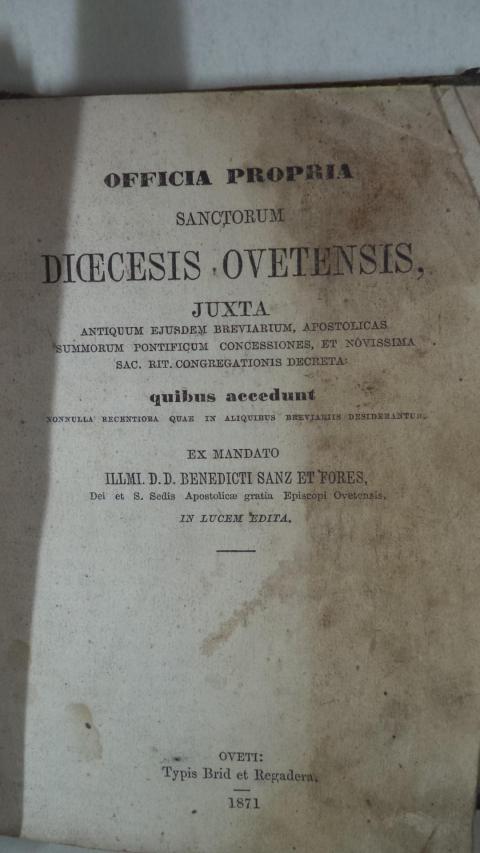 OFFICIA PROPRIA
SANCTORUM
DIŒCESIS OVETENSIS,
JUXTA
ANTIQUUM EJUSDEM BREVIARIUM, APOSTOLICAS
SUMMORUM PONTIFICUM CONCESSIONES, ET NOVISSIMA
SAC. RIT. CONGREGATIONIS DECRETA:
quibus accedunt
NONNULLA RECENTIORA QUAE IN ALIQUIBUS BREVIARIIS DESIDERANTUR.
EX MANDATO
ILLMI. D. D. BENEDICTI SANZ ET FORES,
Dei et S. Sedis Apostolicæ gratia Episcopi Ovetensis,
IN LUCEM EDITA.
OVETI:
Typis Brid et Regadera.
1871